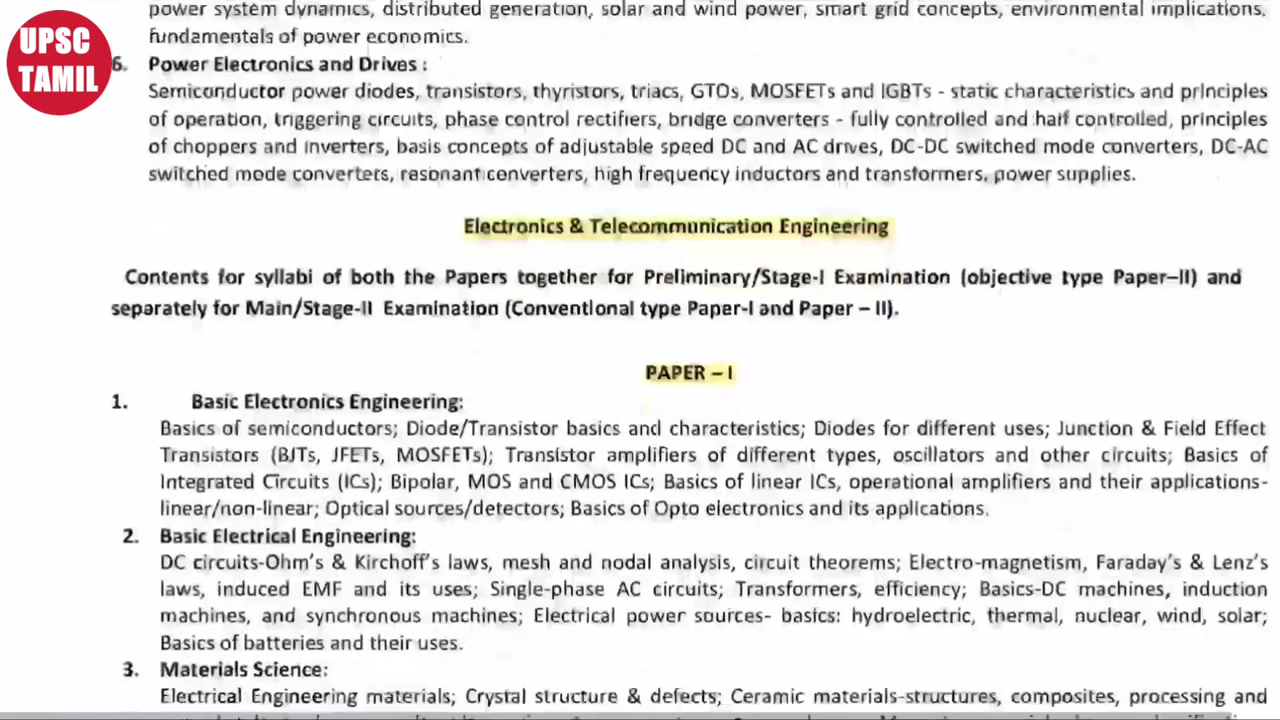 power system dynamics, distributed generation, solar and wind power, smart grid concepts, environmental implications,
fundamentals of power economics.
UPSC
TAMIL
6. Power Electronics and Drives :
Semiconductor power diodes, transistors, thyristors, triacs, GTOs, MOSFETs and IGBTs - static characteristics and principles
of operation, triggering circuits, phase control rectifiers, bridge converters - fully controlled and half controlled, principles
of choppers and inverters, basis concepts of adjustable speed DC and AC drives, DC-DC switched mode converters, DC-AC
switched mode converters, resonant converters, high frequency inductors and transformers, power supplies.
Electronics & Telecommunication Engineering
Contents for syllabi of both the Papers together for Preliminary/Stage-I Examination (objective type Paper–II) and
separately for Main/Stage-II Examination (Conventional type Paper-I and Paper – II).
PAPER – I
1. Basic Electronics Engineering:
Basics of semiconductors; Diode/Transistor basics and characteristics; Diodes for different uses; Junction & Field Effect
Transistors (BJTs, JFETs, MOSFETs); Transistor amplifiers of different types, oscillators and other circuits; Basics of
Integrated Circuits (ICs); Bipolar, MOS and CMOS ICs; Basics of linear ICs, operational amplifiers and their applications-
linear/non-linear; Optical sources/detectors; Basics of Opto electronics and its applications.
2. Basic Electrical Engineering:
DC circuits-Ohm's & Kirchoff's laws, mesh and nodal analysis, circuit theorems; Electro-magnetism, Faraday's & Lenz's
laws, induced EMF and its uses; Single-phase AC circuits; Transformers, efficiency; Basics-DC machines, induction
machines, and synchronous machines; Electrical power sources- basics: hydroelectric, thermal, nuclear, wind, solar;
Basics of batteries and their uses.
3. Materials Science:
Electrical Engineering materials; Crystal structure & defects; Ceramic materials-structures, composites, processing and